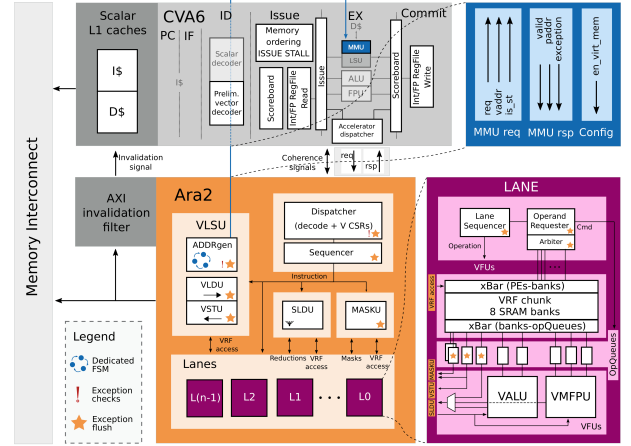 Memory Interconnect
Scalar
L1 caches
I$
D$
CVA6
PC
IF
I$
ID
Scalar
decoder
Prelim.
vector
decoder
Issue
Memory
ordering
ISSUE STALL
Scoreboard
Int/FP RegFile
Read
Issue
EX
D$
MMU
LSU
ALU
FPU
Accelerator
dispatcher
Commit
Scoreboard
Int/FP RegFile
Write
req
vaddr
is_st
MMU req
valid
paddr
exception
MMU rsp
en_virt_mem
Config
Invalidation
signal
Coherence
signals
req
rsp
AXI
invalidation
filter
Ara2
VLSU
ADDRgen
!
VLDU
VSTU
VRF
access
Dispatcher
(decode + V CSRs)
!
Sequencer
Instruction
SLDU
MASKU
Reductions
VRF
access
Masks
VRF
access
Lanes
L(n-1)
L2
L1
L0
Legend
Dedicated
FSM
!
Exception
checks
Exception
flush
LANE
Lane
Sequencer
Operand
Requester
Arbiter
Cmd
Operation
VFUs
VRF
access
xBar (PEs-banks)
VRF chunk
8 SRAM banks
xBar (banks-opQueues)
OpQueues
SLDU
VSTU
MASKU
VALU
VMFPU
VFUs